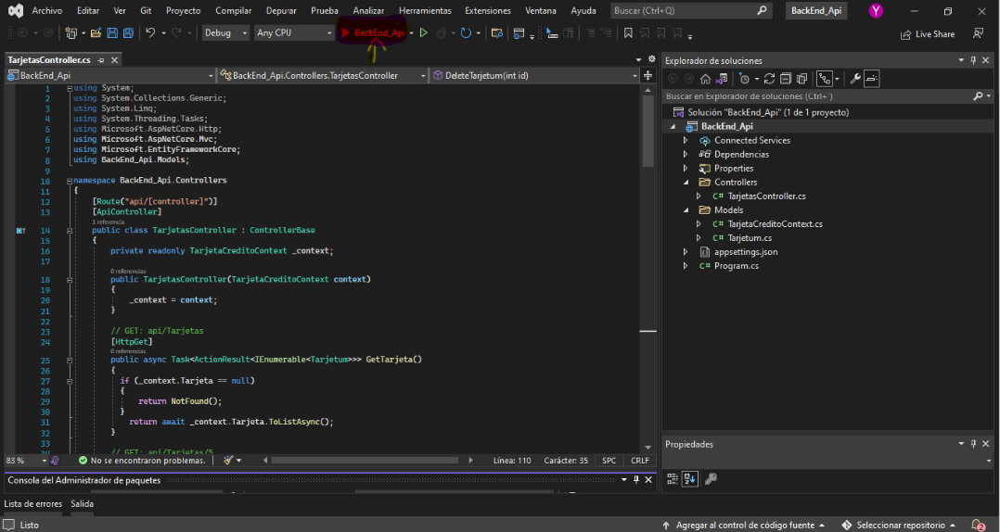 Archivo Editar Ver Git Proyecto Compilar Depurar Prueba Analizar Herramientas Extensiones Ventana Ayuda Buscar (Ctrl+Q) BackEnd_Api Y
Debug Any CPU BackEnd_Api Live Share
TarjetasController.cs
BackEnd_Api BackEnd_Api.Controllers.TarjetasController DeleteTarjetum(int id)
1 using System;
2 using System.Collections.Generic;
3 using System.Linq;
4 using System.Threading.Tasks;
5 using Microsoft.AspNetCore.Http;
6 using Microsoft.AspNetCore.Mvc;
7 using Microsoft.EntityFrameworkCore;
8 using BackEnd_Api.Models;
9
10 namespace BackEnd_Api.Controllers
11 {
12 [Route("api/[controller]")]
13 [ApiController]
1 referencia
14 public class TarjetasController : ControllerBase
15 {
16 private readonly TarjetaCreditoContext _context;
17
0 referencias
18 public TarjetasController(TarjetaCreditoContext context)
19 {
20 _context = context;
21 }
22
23 // GET: api/Tarjetas
24 [HttpGet]
0 referencias
25 public async Task<ActionResult<IEnumerable<Tarjetum>>> GetTarjeta()
26 {
27 if (_context.Tarjeta == null)
28 {
29 return NotFound();
30 }
31 return await _context.Tarjeta.ToListAsync();
32 }
33
34 // GET: api/Tarjetas/5
83 % No se encontraron problemas. Línea: 110 Carácter: 35 SPC CRLF
Consola del Administrador de paquetes
Lista de errores Salida
Explorador de soluciones
Buscar en Explorador de soluciones (Ctrl+´)
Solución "BackEnd_Api" (1 de 1 proyecto)
BackEnd_Api
Connected Services
Dependencias
Properties
Controllers
C# TarjetasController.cs
Models
C# TarjetaCreditoContext.cs
C# Tarjetum.cs
appsettings.json
C# Program.cs
Propiedades
Listo Agregar al control de código fuente Seleccionar repositorio 2